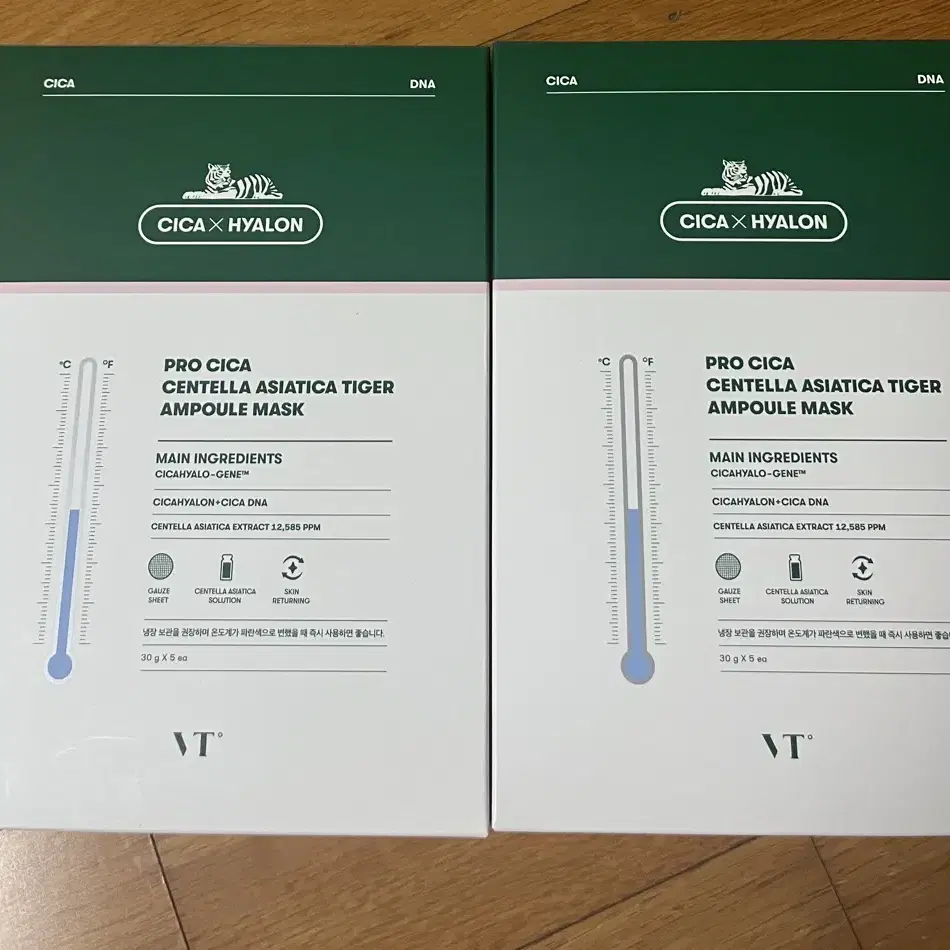 CICA DNA
CICA X HYALON
°C °F
PRO CICA
CENTELLA ASIATICA TIGER
AMPOULE MASK
MAIN INGREDIENTS
CICAHYALO-GENE™
CICAHYALON+CICA DNA
CENTELLA ASIATICA EXTRACT 12,585 PPM
GAUZE
SHEET
CENTELLA ASIATICA
SOLUTION
SKIN
RETURNING
냉장 보관을 권장하며 온도계가 파란색으로 변했을 때 즉시 사용하면 좋습니다.
30 g X 5 ea
VT°
CICA DNA
CICA X HYALON
°C °F
PRO CICA
CENTELLA ASIATICA TIGER
AMPOULE MASK
MAIN INGREDIENTS
CICAHYALO-GENE™
CICAHYALON+CICA DNA
CENTELLA ASIATICA EXTRACT 12,585 PPM
GAUZE
SHEET
CENTELLA ASIATICA
SOLUTION
SKIN
RETURNING
냉장 보관을 권장하며 온도계가 파란색으로 변했을 때 즉시 사용하면
30 g X 5 ea
VT°